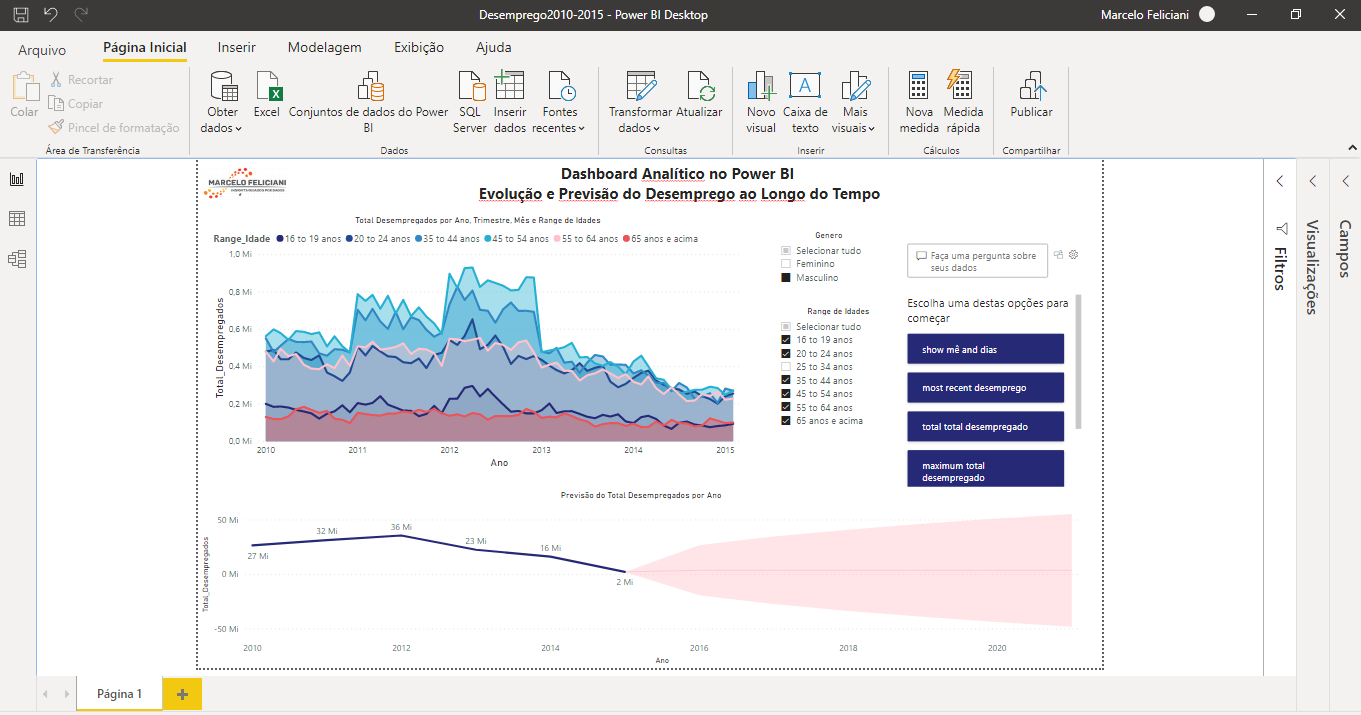 Desemprego2010-2015 - Power BI Desktop
Marcelo Feliciani
Arquivo
Página Inicial
Inserir
Modelagem
Exibição
Ajuda
Colar
Recortar
Copiar
Pincel de formatação
Área de Transferência
Obter
dados
Excel
Conjuntos de dados do Power
BI
SQL
Server
Inserir
dados
Fontes
recentes
Dados
Transformar
dados
Atualizar
Consultas
Novo
visual
Caixa de
texto
Mais
visuais
Inserir
Nova
medida
Medida
rápida
Cálculos
Publicar
Compartilhar
MARCELO FELICIANI
Dashboard Analítico no Power BI
Evolução e Previsão do Desemprego ao Longo do Tempo
Total Desempregados por Ano, Trimestre, Mês e Range de Idades
Range_Idade
16 to 19 anos
20 to 24 anos
35 to 44 anos
45 to 54 anos
55 to 64 anos
65 anos e acima
Total_Desempregados
1,0 Mi
0,8 Mi
0,6 Mi
0,4 Mi
0,2 Mi
0,0 Mi
2010
2011
2012
2013
2014
2015
Ano
Genero
Selecionar tudo
Feminino
Masculino
Range de Idades
Selecionar tudo
16 to 19 anos
20 to 24 anos
25 to 34 anos
35 to 44 anos
45 to 54 anos
55 to 64 anos
65 anos e acima
Faça uma pergunta sobre
seus dados
Escolha uma destas opções para
começar
show mê and dias
most recent desemprego
total total desempregado
maximum total
desempregado
Previsão do Total Desempregados por Ano
Total_Desempregados
50 Mi
0 Mi
-50 Mi
27 Mi
32 Mi
36 Mi
23 Mi
16 Mi
2 Mi
2010
2012
2014
2016
2018
2020
Ano
Filtros
Visualizações
Campos
Página 1